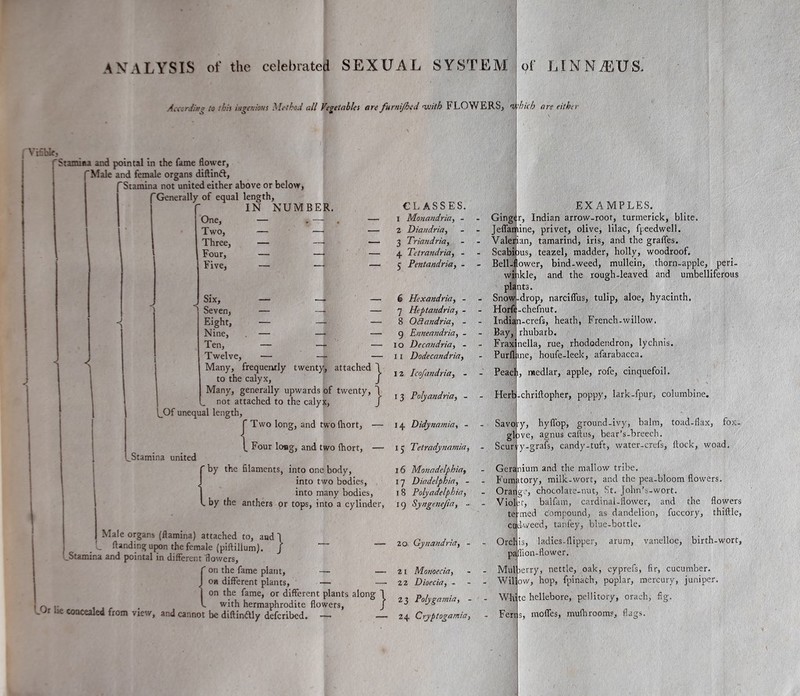 ANALYSIS of the celebrated SEXUAL SYSTEM of LINNÆUS.
According to this ingenious Method all Vegetables are furniſhed with FLOWERS, which are either
Viſible,
Stamina and pointal in the ſame flower,
Male and female organs diſtinct,
Stamina not united either above or below,
Generally of equal length,
IN NUMBER. CLASSES. EXAMPLES.
One, — — — 1 Monandria, - - Ginger, Indian arrow-root, turmerick, blite.
Two, — — — 2 Diandria, - - Jeſſamine, privet, olive, lilac, ſpeedwell.
Three, — — — 3 Triandria, - - Valerian, tamarind, iris, and the graſſes.
Four, — — — 4 Tetrandria, - - Scabious, teazel, madder, holly, woodroof.
Five, — — — 5 Pentandria, - - Bell-flower, bind-weed, mullein, thorn-apple, peri-
winkle, and the rough-leaved and umbelliferous
plants.
Six, — — — 6 Hexandria, - - Snow-drop, narciſſus, tulip, aloe, hyacinth.
Seven, — — — 7 Heptandria, - - Horſe-cheſnut.
Eight, — — — 8 Octandria, - - Indian-creſs, heath, French-willow.
Nine, — — — 9 Enneandria, - - Bay, rhubarb.
Ten, — — — 10 Decandria, - - Fraxinella, rue, rhododendron, lychnis.
Twelve, — — — 11 Dodecandria, - Purſlane, houſe-leek, aſarabacca.
Many, frequently twenty, attached
to the calyx, 12 Icoſandria, - - Peach, medlar, apple, roſe, cinquefoil.
Many, generally upwards of twenty,
not attached to the calyx, 13 Polyandria, - - Herb-chriſtopher, poppy, lark-ſpur, columbine.
Of unequal length,
Two long, and two ſhort, — 14 Didynamia, - - Savory, hyſſop, ground-ivy, balm, toad-flax, fox-
glove, agnus caſtus, bear's-breech.
Four long, and two ſhort, — 15 Tetradynamia, - Scurvy-graſs, candy-tuft, water-creſs, ſtock, woad.
Stamina united
by the filaments, into one body, 16 Monadelphia, - Geranium and the mallow tribe.
into two bodies, 17 Diadelphia, - - Fumatory, milk-wort, and the pea-bloom flowers.
into many bodies, 18 Polyadelphia, - Orange, chocolate-nut, St. John's-wort.
by the anthers or tops, into a cylinder, 19 Syngeneſia, - - Violet, balſam, cardinal-flower, and the flowers
termed compound, as dandelion, ſuccory, thiſtle,
cudweed, tanſey, blue-bottle.
Male organs (ſtamina) attached to, and
ſtanding upon the female (piſtillum). — — 20 Gynandria, - - Orchis, ladies-ſlipper, arum, vanelloe, birth-wort,
paſſion-flower.
Stamina and pointal in different flowers,
on the ſame plant, — — 21 Monoecia, - - Mulberry, nettle, oak, cypreſs, fir, cucumber.
on different plants, — — 22 Dioecia, - - - Willow, hop, ſpinach, poplar, mercury, juniper.
on the ſame, or different plants along
with hermaphrodite flowers, 23 Polygamia, - - White hellebore, pellitory, orach, fig.
Or lie concealed from view, and cannot be diſtinctly deſcribed. — — 24 Cryptogamia, - Ferns, moſſes, muſhrooms, flags.